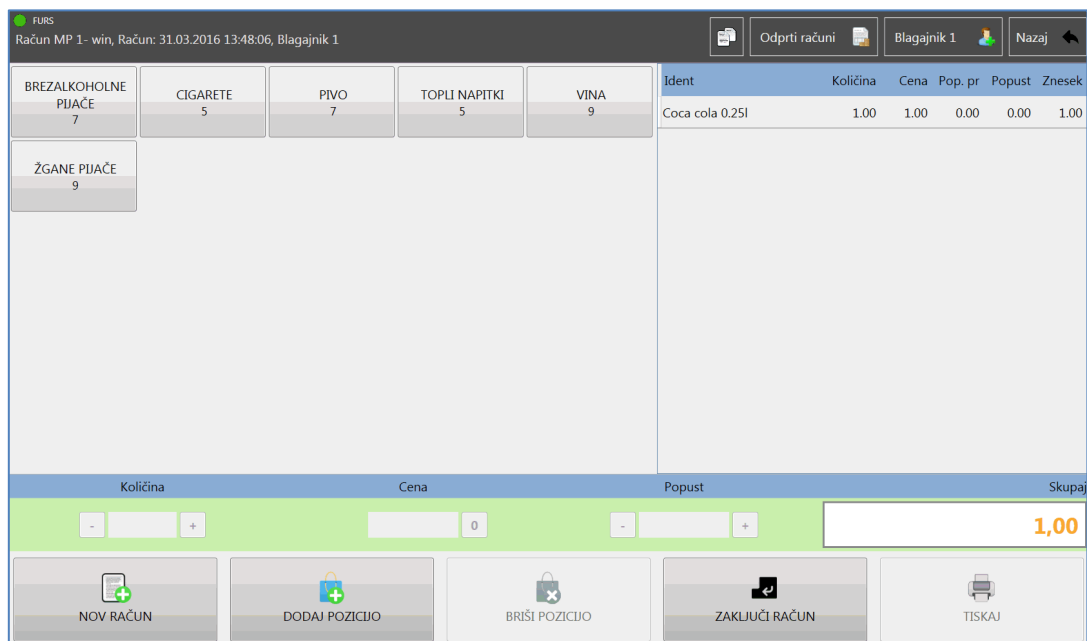 FURS
Račun MP 1- win, Račun: 31.03.2016 13:48:06, Blagajnik 1
Odprti računi
Blagajnik 1
Nazaj
BREZALKOHOLNE
PIJAČE
7
CIGARETE
5
PIVO
7
TOPLI NAPITKI
5
VINA
9
ŽGANE PIJAČE
9
Ident Količina Cena Pop. pr Popust Znesek
Coca cola 0.25l 1.00 1.00 0.00 0.00 1.00
Količina Cena Popust Skupaj
- + 0 - + 1,00
NOV RAČUN
DODAJ POZICIJO
BRIŠI POZICIJO
ZAKLJUČI RAČUN
TISKAJ